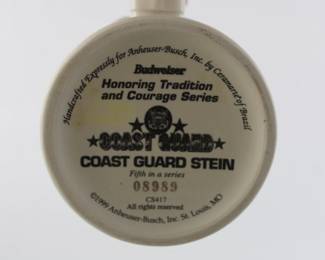 Handcrafted Expressly for Anheuser-Busch, Inc. by Ceramarte of Brazil
Budweiser
Honoring Tradition
and Courage Series
COAST GUARD
COAST GUARD STEIN
Fifth in a series
08989
CS417
All rights reserved
©1999 Anheuser-Busch, Inc. St. Louis, MO